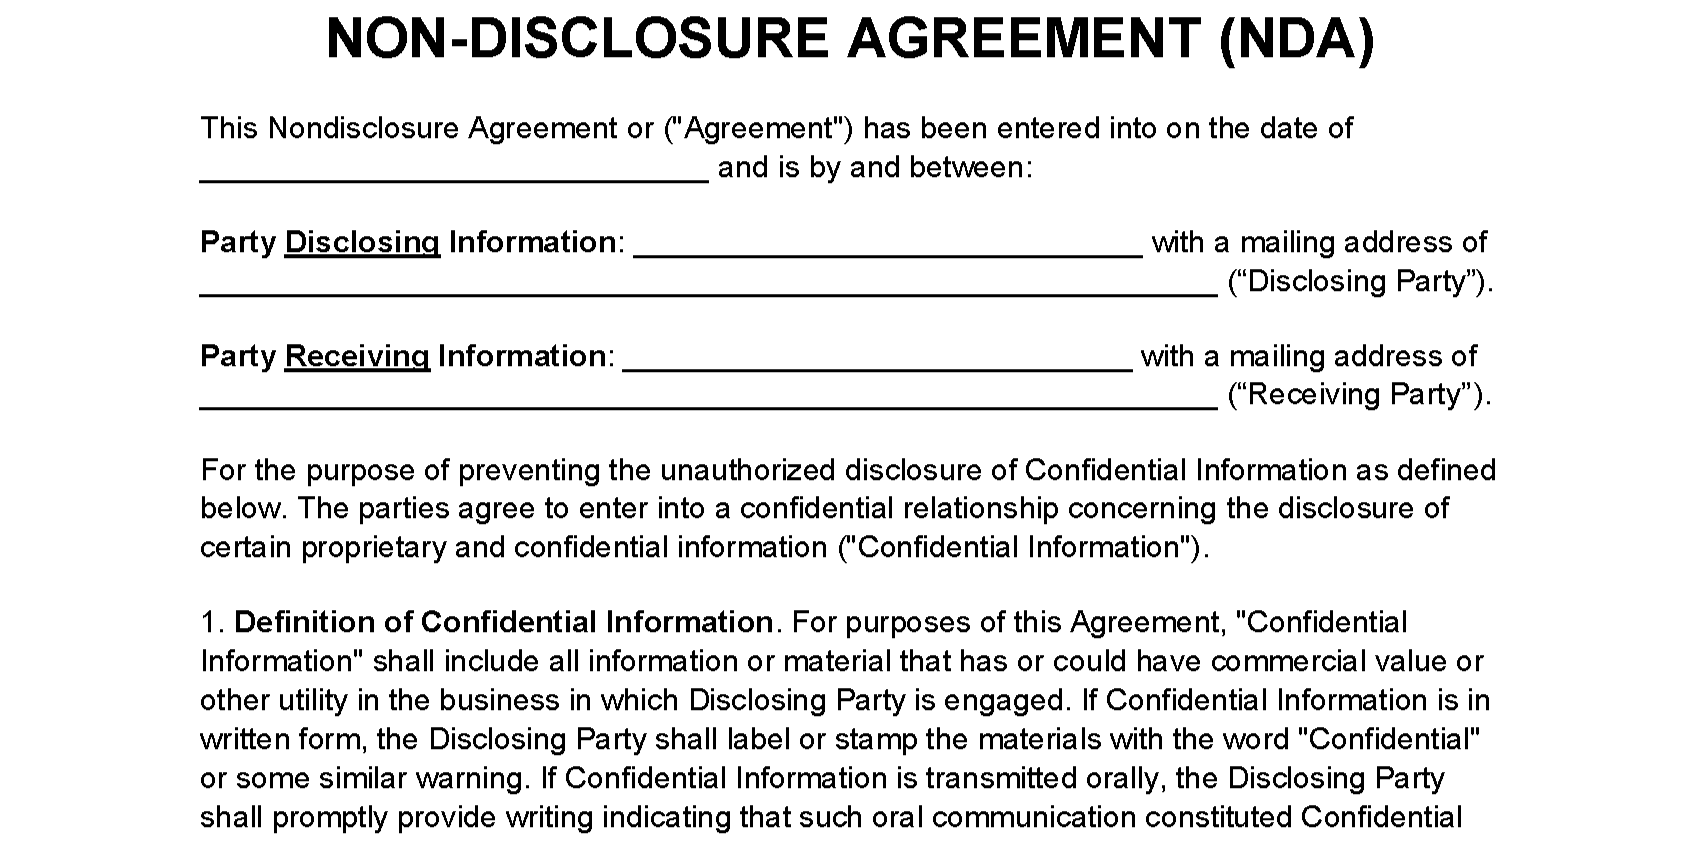 NON-DISCLOSURE AGREEMENT (NDA)
This Nondisclosure Agreement or ("Agreement") has been entered into on the date of
______________________________ and is by and between:
Party Disclosing Information: ______________________________ with a mailing address of
____________________________________________________________ (“Disclosing Party”).
Party Receiving Information: ______________________________ with a mailing address of
____________________________________________________________ (“Receiving Party”).
For the purpose of preventing the unauthorized disclosure of Confidential Information as defined
below. The parties agree to enter into a confidential relationship concerning the disclosure of
certain proprietary and confidential information ("Confidential Information").
1. Definition of Confidential Information. For purposes of this Agreement, "Confidential
Information" shall include all information or material that has or could have commercial value or
other utility in the business in which Disclosing Party is engaged. If Confidential Information is in
written form, the Disclosing Party shall label or stamp the materials with the word "Confidential"
or some similar warning. If Confidential Information is transmitted orally, the Disclosing Party
shall promptly provide writing indicating that such oral communication constituted Confidential